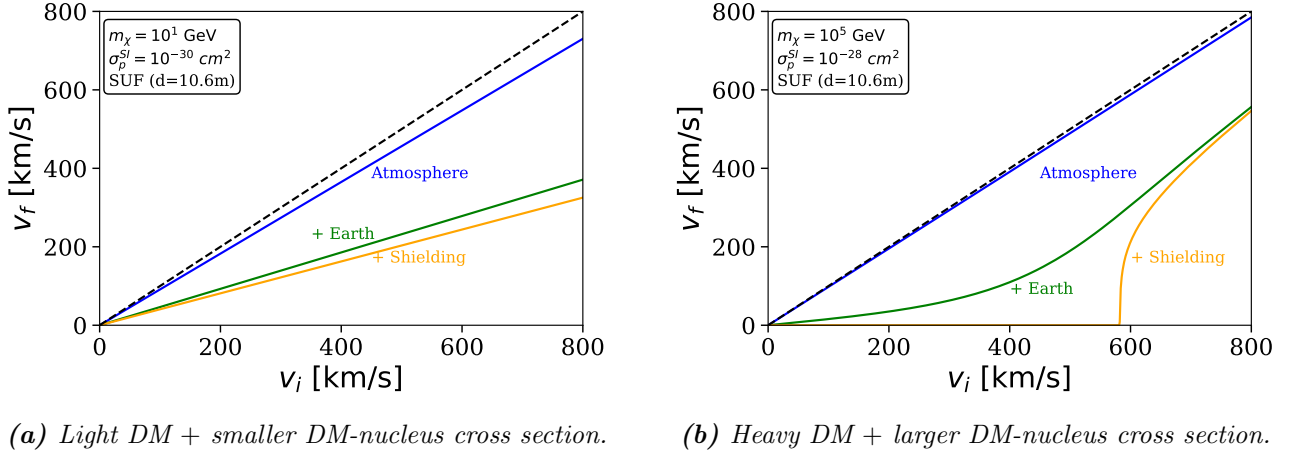 800
600
400
200
0
0
200
400
600
800
v_f [km/s]
v_i [km/s]
m_χ = 10^1 GeV
σ_p^{SI} = 10^{−30} cm^2
SUF (d=10.6m)
Atmosphere
+ Earth
+ Shielding
(a) Light DM + smaller DM-nucleus cross section.
800
600
400
200
0
0
200
400
600
800
v_f [km/s]
v_i [km/s]
m_χ = 10^5 GeV
σ_p^{SI} = 10^{−28} cm^2
SUF (d=10.6m)
Atmosphere
+ Shielding
+ Earth
(b) Heavy DM + larger DM-nucleus cross section.